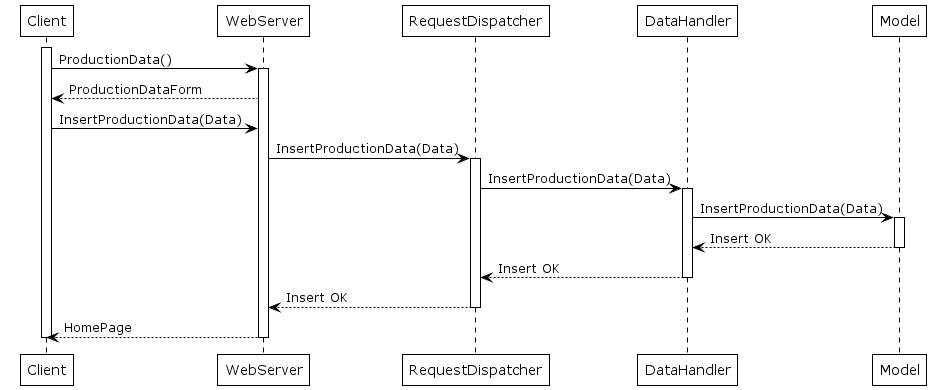 Client
WebServer
RequestDispatcher
DataHandler
Model
ProductionData()
ProductionDataForm
InsertProductionData(Data)
InsertProductionData(Data)
InsertProductionData(Data)
InsertProductionData(Data)
Insert OK
Insert OK
Insert OK
HomePage
Client
WebServer
RequestDispatcher
DataHandler
Model